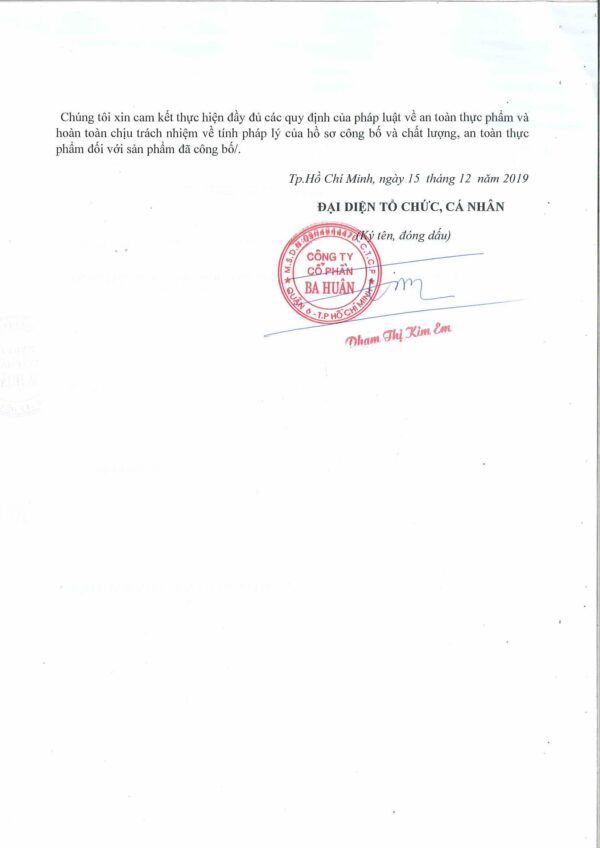 Chúng tôi xin cam kết thực hiện đầy đủ các quy định của pháp luật về an toàn thực phẩm và
hoàn toàn chịu trách nhiệm về tính pháp lý của hồ sơ công bố và chất lượng, an toàn thực
phẩm đối với sản phẩm đã công bố/.
Tp.Hồ Chí Minh, ngày 15 tháng 12 năm 2019
ĐẠI DIỆN TỔ CHỨC, CÁ NHÂN
(Ký tên, đóng dấu)
M.S.D.N: C.T.C.P
CÔNG TY
CỔ PHẦN
BA HUÂN
QUẬN 6 - T.P HỒ CHÍ MINH
Phạm Thị Kim Em